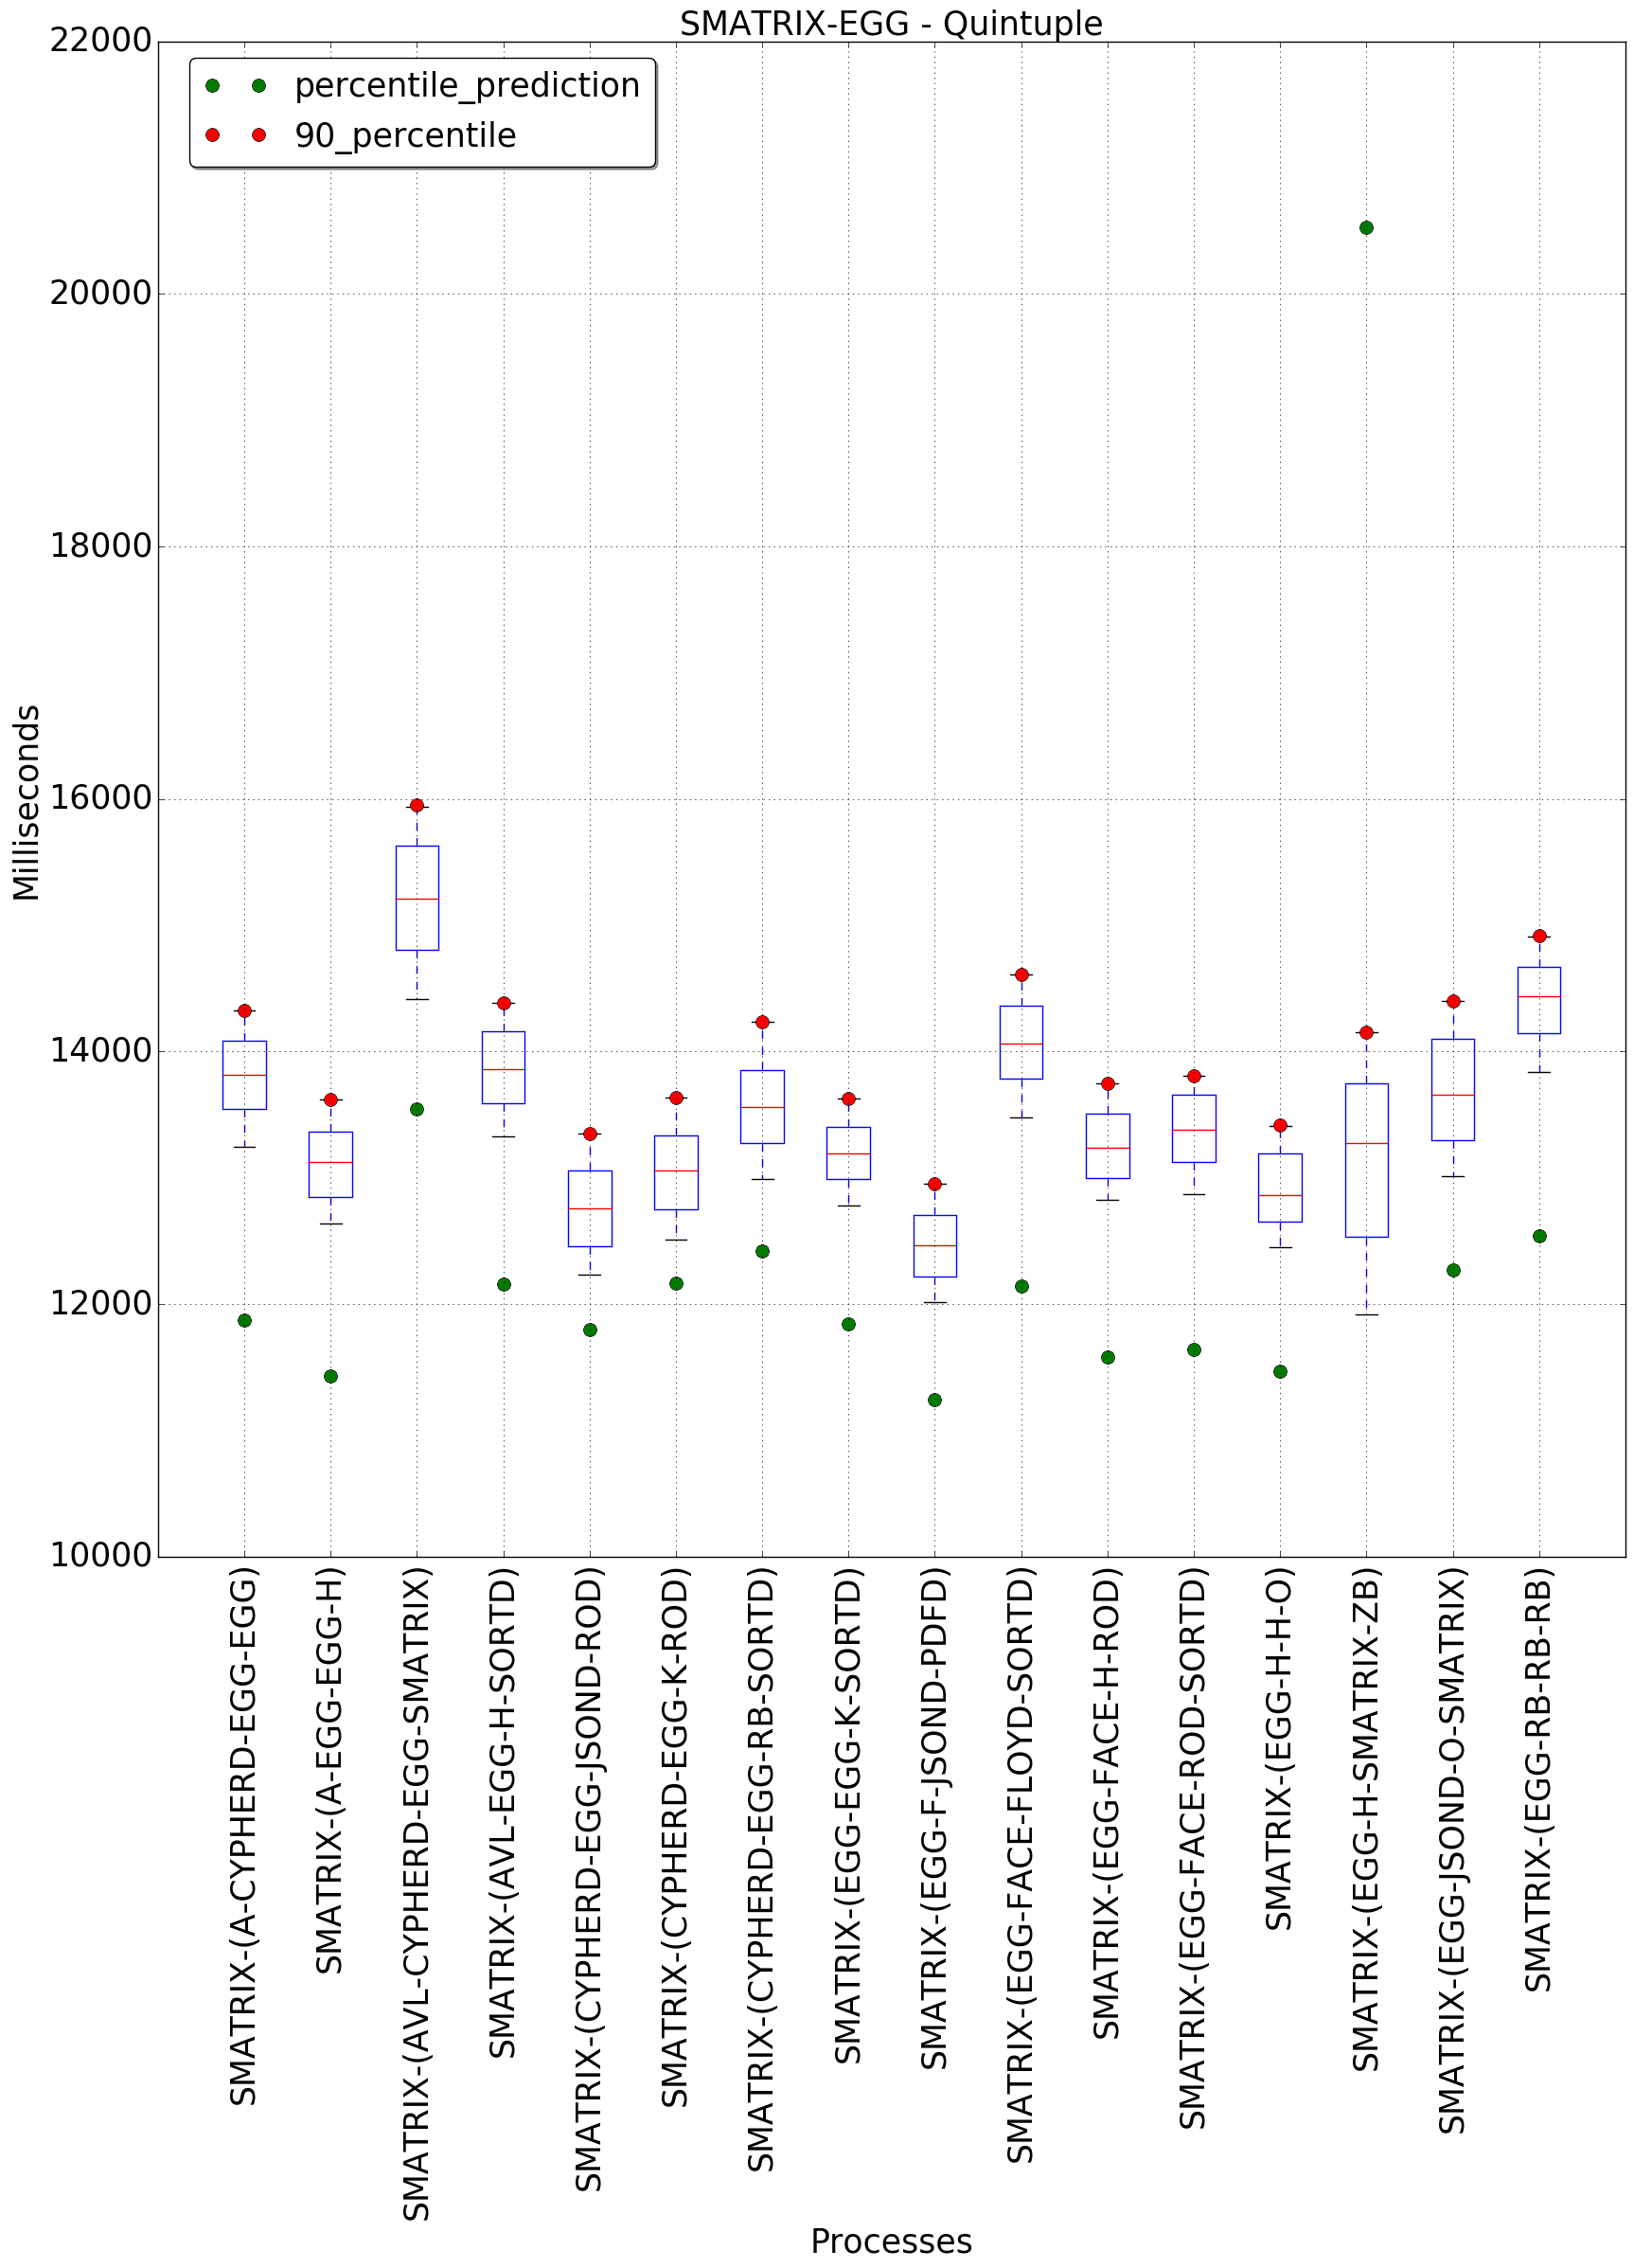 SMATRIX-EGG - Quintuple
percentile_prediction
90_percentile
22000
20000
18000
16000
14000
12000
10000
Milliseconds
SMATRIX-(A-CYPHERD-EGG-EGG)
SMATRIX-(A-EGG-EGG-H)
SMATRIX-(AVL-CYPHERD-EGG-SMATRIX)
SMATRIX-(AVL-EGG-H-SORTD)
SMATRIX-(CYPHERD-EGG-JSOND-ROD)
SMATRIX-(CYPHERD-EGG-K-ROD)
SMATRIX-(CYPHERD-EGG-RB-SORTD)
SMATRIX-(EGG-EGG-K-SORTD)
SMATRIX-(EGG-F-JSOND-PDFD)
SMATRIX-(EGG-FACE-FLOYD-SORTD)
SMATRIX-(EGG-FACE-H-ROD)
SMATRIX-(EGG-FACE-ROD-SORTD)
SMATRIX-(EGG-H-H-O)
SMATRIX-(EGG-H-SMATRIX-ZB)
SMATRIX-(EGG-JSOND-O-SMATRIX)
SMATRIX-(EGG-RB-RB-RB)
Processes